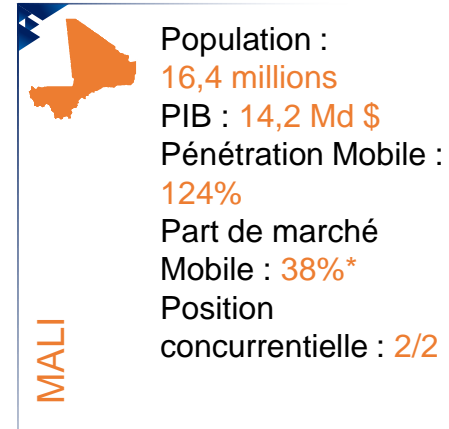 Population :
16,4 millions
PIB : 14,2 Md $
Pénétration Mobile :
124%
Part de marché
Mobile : 38%*
Position
concurrentielle : 2/2
MALI